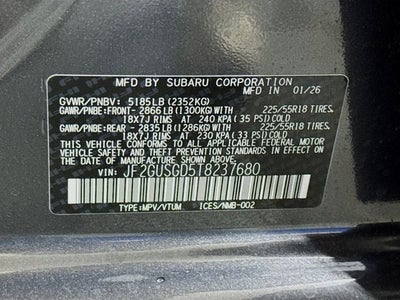 MFD BY SUBARU CORPORATION
MADE IN JAPAN 01/26
GVWR/PNBV: 5185LB(2352KG)
GAWR/PNBE:FRONT- 2866LB(1300KG)WITH 225/55R18 TIRES,
18X7J RIMS AT 240 KPA(35 PSI)COLD
GAWR/PNBE:REAR - 2835LB(1286KG)WITH 225/55R18 TIRES,
18X7J RIMS AT 230 KPA(33 PSI)COLD
THIS VEHICLE CONFORMS TO ALL APPLICABLE FEDERAL MOTOR
VEHICLE SAFETY AND THEFT PREVENTION STANDARDS IN
EFFECT ON THE DATE OF MANUFACTURE SHOWN ABOVE.
VIN: JF2GUSGD5T8237680
TYPE:MPV/VTUM ICES/NMB-002